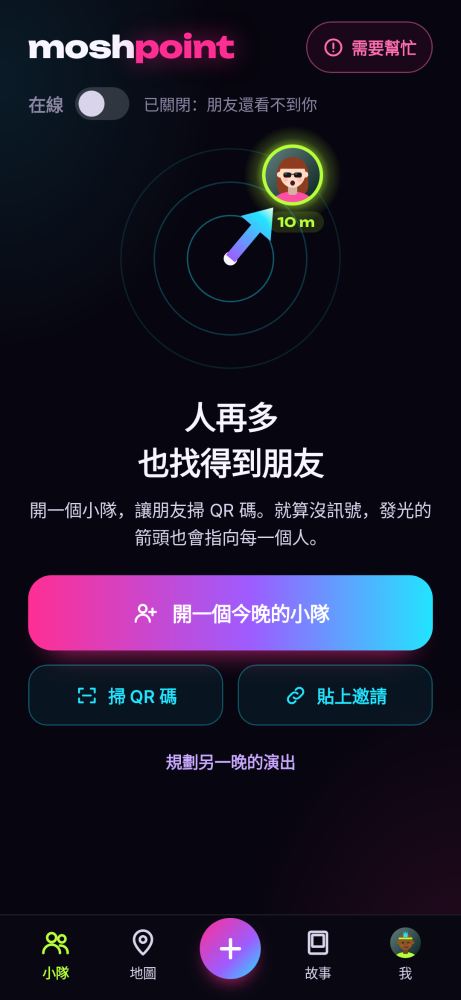 moshpoint
需要幫忙
在線
已關閉：朋友還看不到你
10 m
人再多
也找得到朋友
開一個小隊，讓朋友掃 QR 碼。就算沒訊號，發光的
箭頭也會指向每一個人。
開一個今晚的小隊
掃 QR 碼
貼上邀請
規劃另一晚的演出
小隊
地圖
故事
我